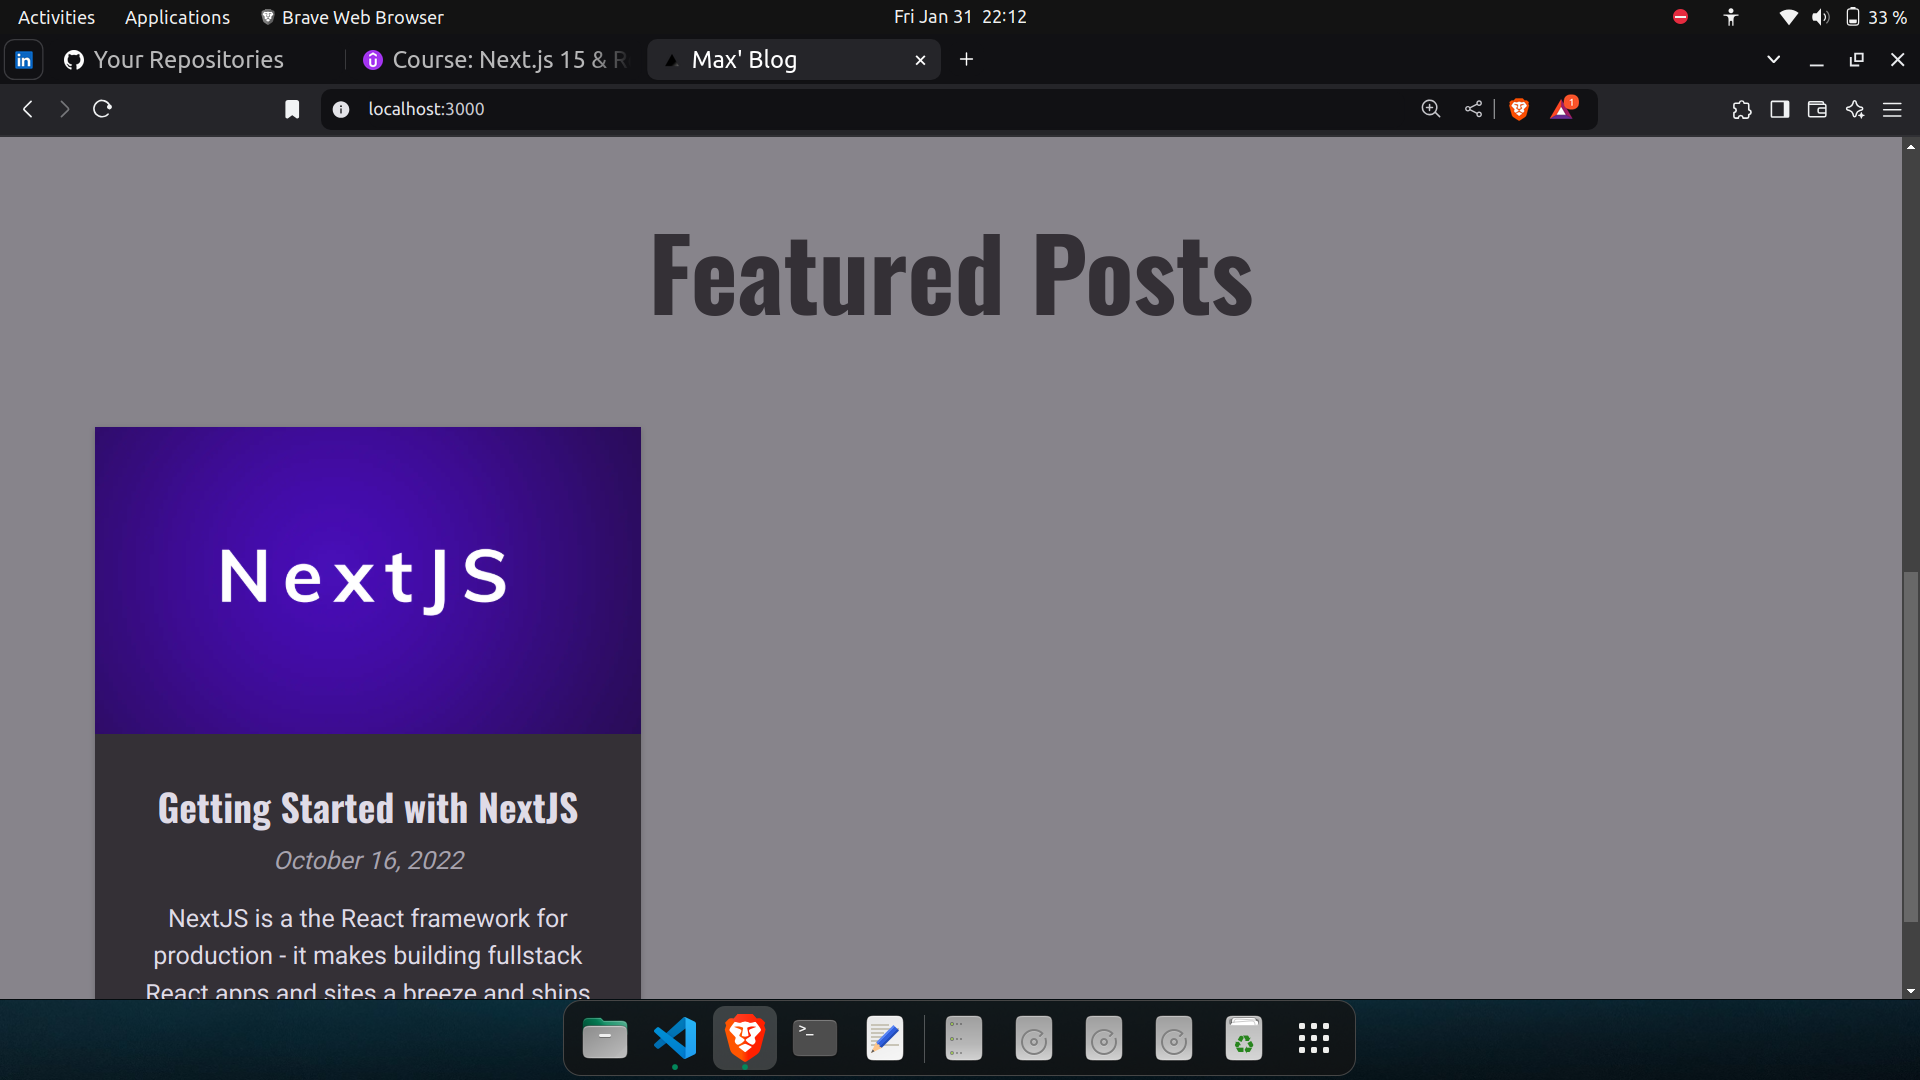 Activities Applications Brave Web Browser Fri Jan 31 22:12 33 %
in Your Repositories Course: Next.js 15 & R Max' Blog
localhost:3000 1
Featured Posts
NextJS
Getting Started with NextJS
October 16, 2022
NextJS is a the React framework for
production - it makes building fullstack
React apps and sites a breeze and ships
>_